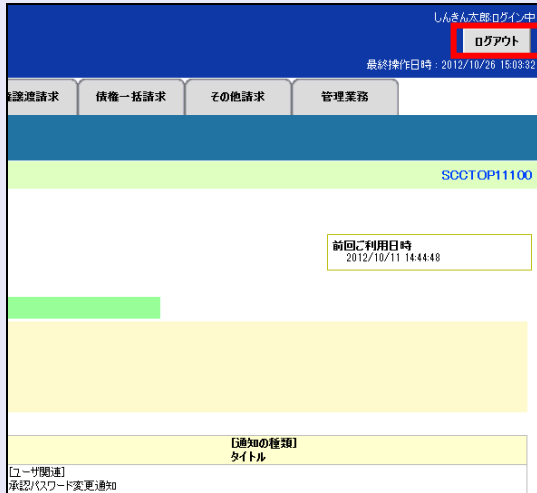 しんきん太郎:ログイン中
ログアウト
最終操作日時:2012/10/26 15:03:32
譲渡請求 債権一括請求 その他請求 管理業務
SCCTOP11100
前回ご利用日時
2012/10/11 14:44:48
[通知の種類]
タイトル
[ユーザ関連]
承認パスワード変更通知